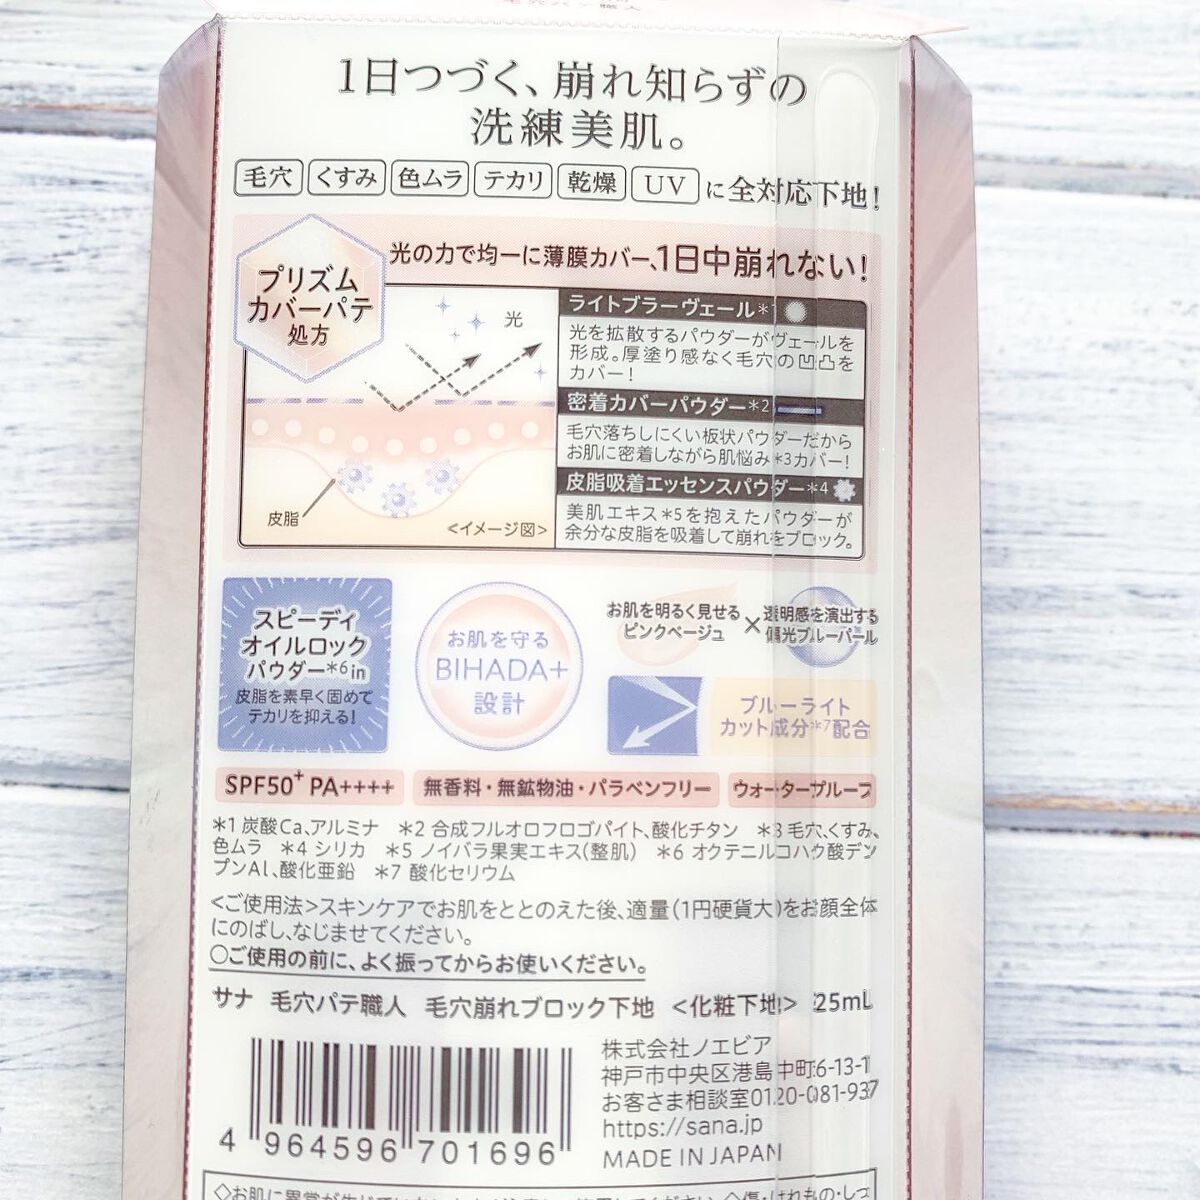 1日つづく、崩れ知らずの
洗練美肌。
毛穴 くすみ 色ムラ テカリ 乾燥 UV に全対応下地!
プリズム
カバーパテ
処方
光の力で均一に薄膜カバー、1日中崩れない!
光
皮脂
<イメージ図>
ライトブラーヴェール*1
光を拡散するパウダーがヴェールを
形成。厚塗り感なく毛穴の凹凸を
カバー!
密着カバーパウダー*2
毛穴落ちしにくい板状パウダーだから
お肌に密着しながら肌悩み*3カバー!
皮脂吸着エッセンスパウダー*4
美肌エキス*5を抱えたパウダーが
余分な皮脂を吸着して崩れをブロック。
スピーディ
オイルロック
パウダー*6in
皮脂を素早く固めて
テカリを抑える!
お肌を守る
BIHADA+
設計
お肌を明るく見せる
ピンクベージュ
×
透明感を演出する
偏光ブルーパール
ブルーライト
カット成分*7配合
SPF50+ PA++++
無香料・無鉱物油・パラベンフリー
ウォータープルーフ
*1 炭酸Ca、アルミナ *2 合成フルオロフロゴパイト、酸化チタン *3 毛穴、くすみ、
色ムラ *4 シリカ *5 ノイバラ果実エキス(整肌) *6 オクテニルコハク酸デン
プンAl、酸化亜鉛 *7 酸化セリウム
<ご使用法>スキンケアでお肌をととのえた後、適量(1円硬貨大)をお顔全体
にのばし、なじませてください。
○ご使用の前に、よく振ってからお使いください。
サナ 毛穴パテ職人 毛穴崩れブロック下地 <化粧下地> 25mL
株式会社ノエビア
神戸市中央区港島中町6-13-1
お客さま相談室0120-081-937
https://sana.jp
MADE IN JAPAN
4 964596 701696